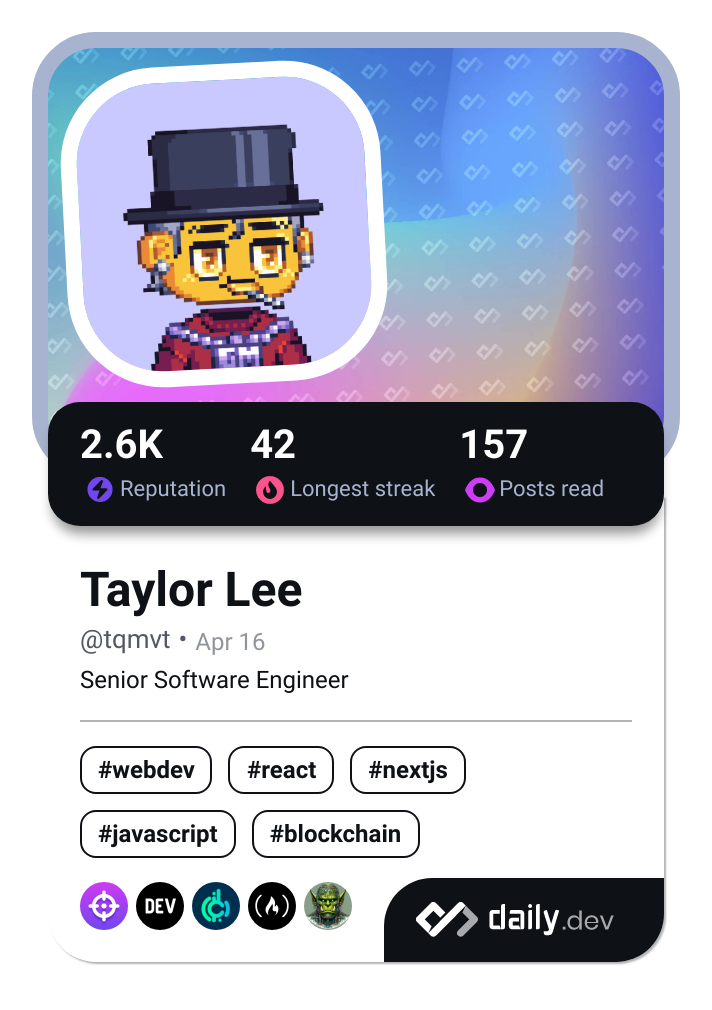 GM
2.6K 42 157
Reputation Longest streak Posts read
Taylor Lee
@tqmvt • Apr 16
Senior Software Engineer
#webdev #react #nextjs
#javascript #blockchain
DEV
daily.dev